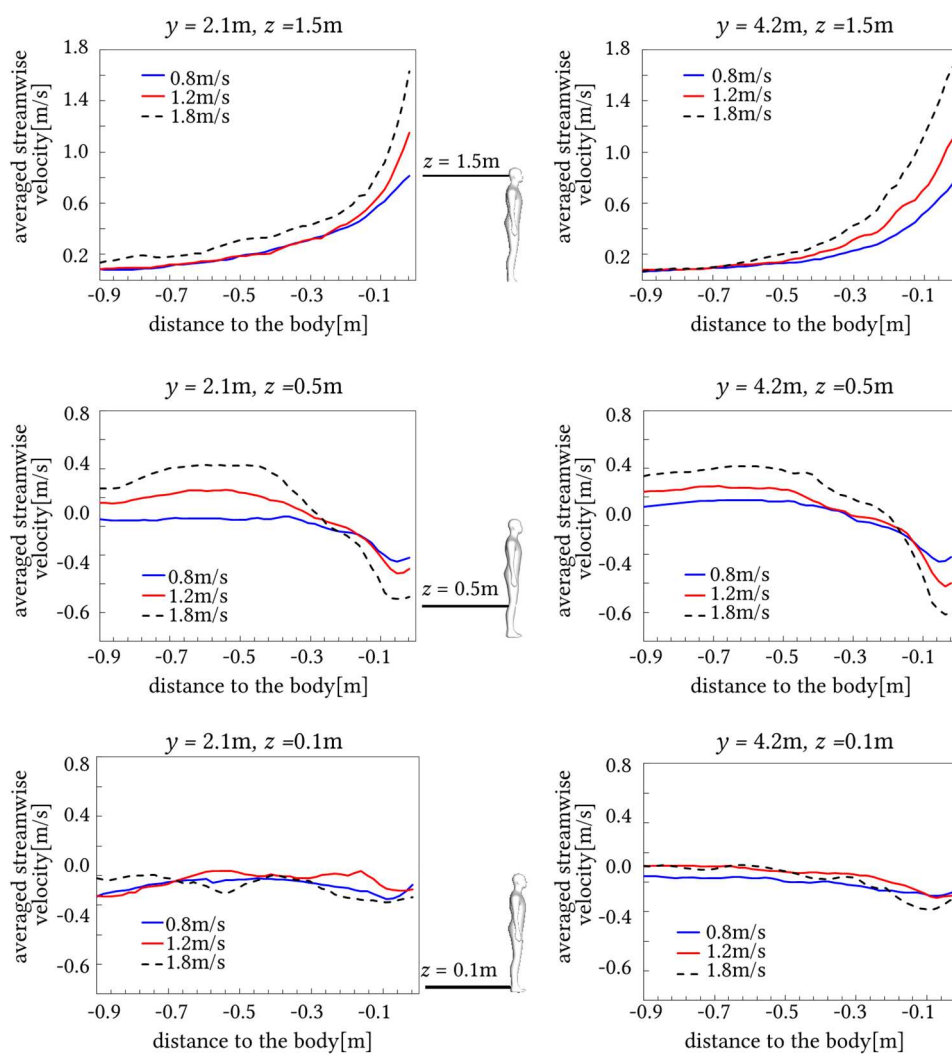 y = 2.1m, z =1.5m
averaged streamwise
velocity[m/s]
1.8
1.4
1.0
0.6
0.2
0.8m/s
1.2m/s
1.8m/s
-0.9 -0.7 -0.5 -0.3 -0.1
distance to the body[m]
z = 1.5m
y = 4.2m, z =1.5m
averaged streamwise
velocity[m/s]
1.8
1.4
1.0
0.6
0.2
0.8m/s
1.2m/s
1.8m/s
-0.9 -0.7 -0.5 -0.3 -0.1
distance to the body[m]
y = 2.1m, z =0.5m
averaged streamwise
velocity[m/s]
0.8
0.4
0.0
-0.4
-0.6
0.8m/s
1.2m/s
1.8m/s
-0.9 -0.7 -0.5 -0.3 -0.1
distance to the body[m]
z = 0.5m
y = 4.2m, z =0.5m
averaged streamwise
velocity[m/s]
0.8
0.4
0.0
-0.4
-0.6
0.8m/s
1.2m/s
1.8m/s
-0.9 -0.7 -0.5 -0.3 -0.1
distance to the body[m]
y = 2.1m, z =0.1m
averaged streamwise
velocity[m/s]
0.8
0.4
0.0
-0.4
-0.6
0.8m/s
1.2m/s
1.8m/s
-0.9 -0.7 -0.5 -0.3 -0.1
distance to the body[m]
z = 0.1m
y = 4.2m, z =0.1m
averaged streamwise
velocity[m/s]
0.8
0.4
0.0
-0.4
-0.6
0.8m/s
1.2m/s
1.8m/s
-0.9 -0.7 -0.5 -0.3 -0.1
distance to the body[m]